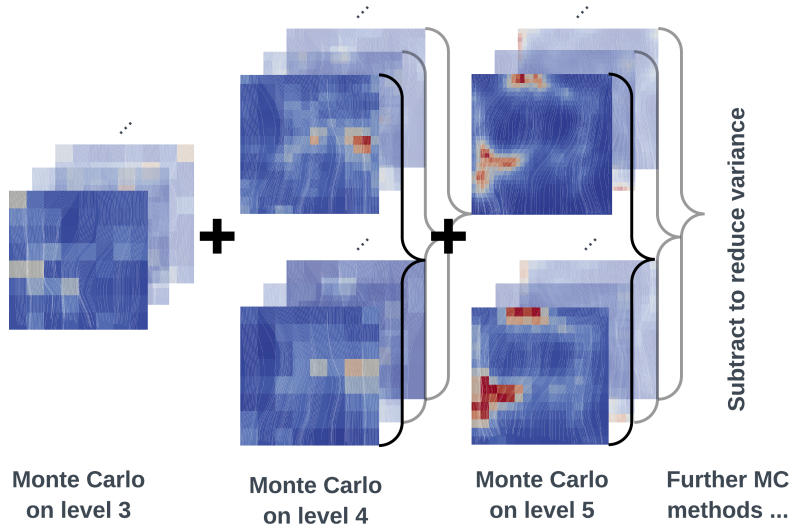 ...
...
...
+
+
...
...
Subtract to reduce variance
Monte Carlo
on level 3
Monte Carlo
on level 4
Monte Carlo
on level 5
Further MC
methods ...